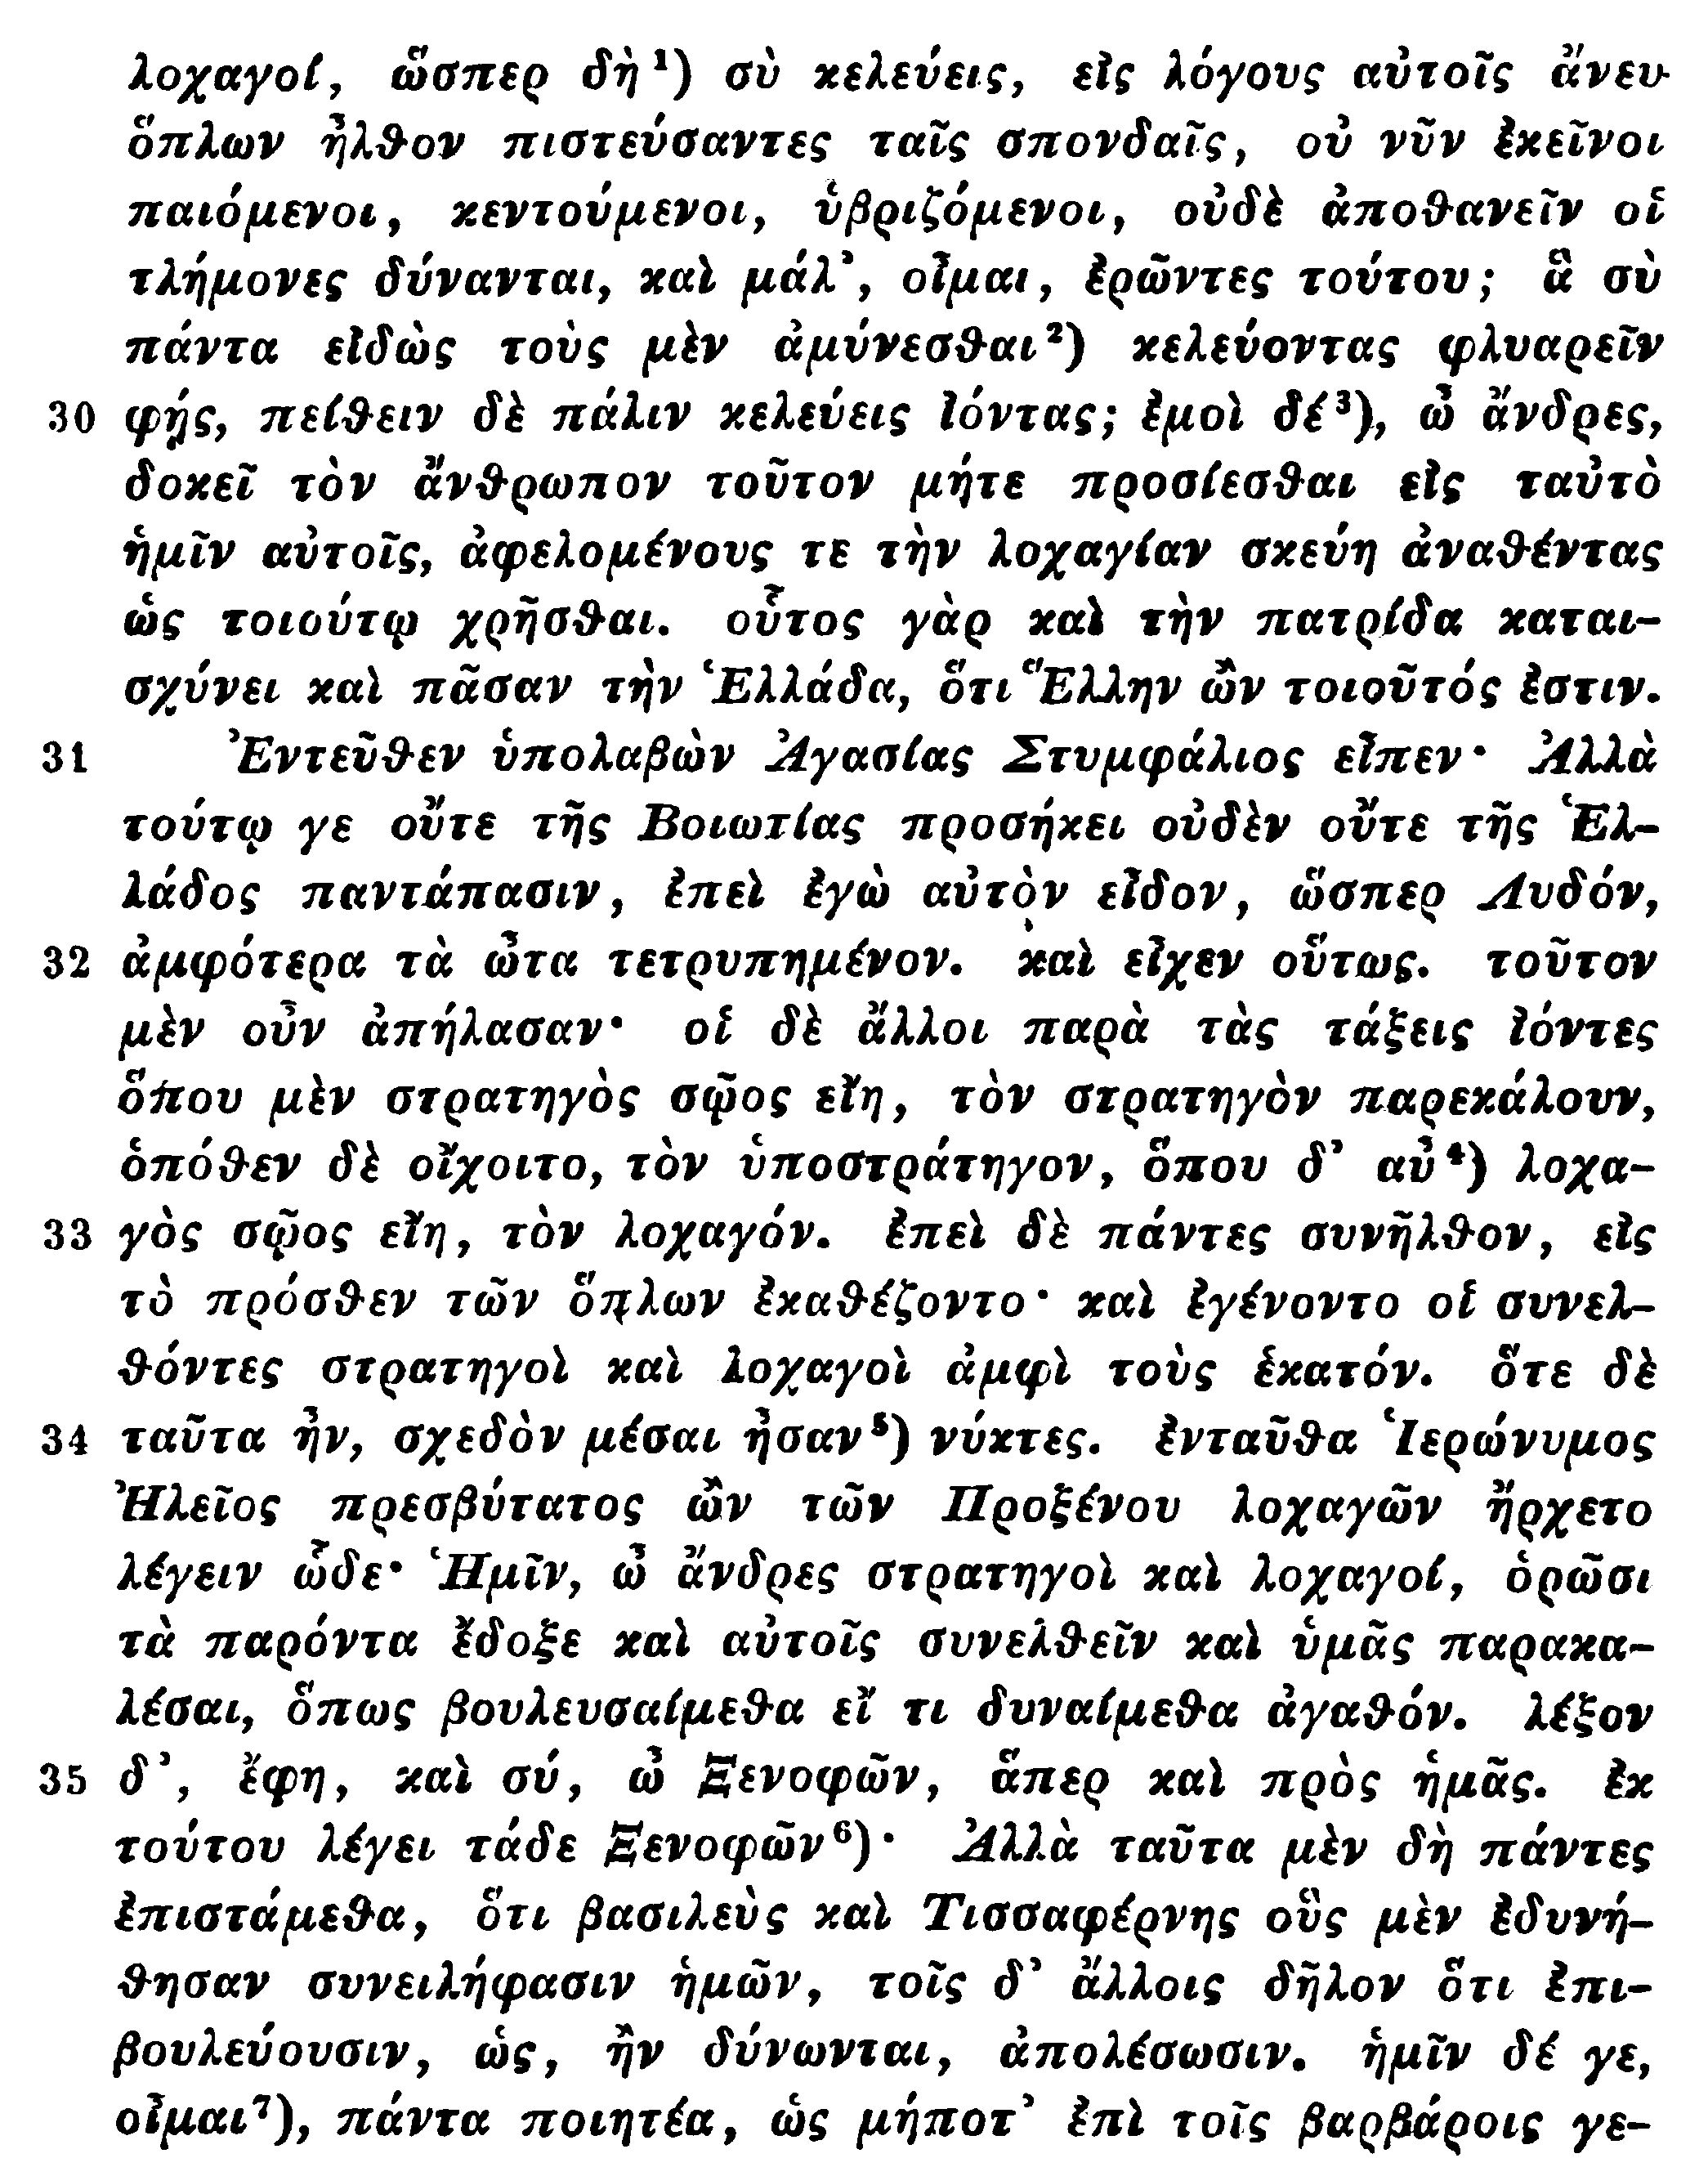 λοχαγοί, ὥσπερ δὴ¹) σὺ κελεύεις, εἰς λόγους αὐτοῖς ἄνευ
ὅπλων ἦλθον πιστεύσαντες ταῖς σπονδαῖς, οὐ νῦν ἐκεῖνοι
παιόμενοι, κεντούμενοι, ὑβριζόμενοι, οὐδὲ ἀποθανεῖν οἱ
τλήμονες δύνανται, καὶ μάλ’, οἶμαι, ἐρῶντες τούτου; ἃ σὺ
πάντα εἰδὼς τοὺς μὲν ἀμύνεσθαι²) κελεύοντας φλυαρεῖν
30 φῄς, πείθειν δὲ πάλιν κελεύεις ἰόντας; ἐμοὶ δέ³), ὦ ἄνδρες,
δοκεῖ τὸν ἄνθρωπον τοῦτον μήτε προσίεσθαι εἰς ταὐτὸ
ἡμῖν αὐτοῖς, ἀφελομένους τε τὴν λοχαγίαν σκεύη ἀναθέντας
ὡς τοιούτῳ χρῆσθαι. οὗτος γὰρ καὶ τὴν πατρίδα καται-
σχύνει καὶ πᾶσαν τὴν Ἑλλάδα, ὅτι Ἕλλην ὢν τοιοῦτός ἐστιν.
31 Ἐντεῦθεν ὑπολαβὼν Ἀγασίας Στυμφάλιος εἶπεν· Ἀλλὰ
τούτῳ γε οὔτε τῆς Βοιωτίας προσήκει οὐδὲν οὔτε τῆς Ἑλ-
λάδος παντάπασιν, ἐπεὶ ἐγὼ αὐτὸν εἶδον, ὥσπερ Λυδόν,
32 ἀμφότερα τὰ ὦτα τετρυπημένον. καὶ εἶχεν οὕτως. τοῦτον
μὲν οὖν ἀπήλασαν· οἱ δὲ ἄλλοι παρὰ τὰς τάξεις ἰόντες
ὅπου μὲν στρατηγὸς σῷος εἴη, τὸν στρατηγὸν παρεκάλουν,
ὁπόθεν δὲ οἴχοιτο, τὸν ὑποστράτηγον, ὅπου δ’ αὖ⁴) λοχα-
33 γὸς σῷος εἴη, τὸν λοχαγόν. ἐπεὶ δὲ πάντες συνῆλθον, εἰς
τὸ πρόσθεν τῶν ὅπλων ἐκαθέζοντο· καὶ ἐγένοντο οἱ συνελ-
θόντες στρατηγοὶ καὶ λοχαγοὶ ἀμφὶ τοὺς ἑκατόν. ὅτε δὲ
34 ταῦτα ἦν, σχεδὸν μέσαι ἦσαν⁵) νύκτες. ἐνταῦθα Ἱερώνυμος
Ἠλεῖος πρεσβύτατος ὢν τῶν Προξένου λοχαγῶν ἤρχετο
λέγειν ὧδε· Ἡμῖν, ὦ ἄνδρες στρατηγοὶ καὶ λοχαγοί, ὁρῶσι
τὰ παρόντα ἔδοξε καὶ αὐτοῖς συνελθεῖν καὶ ὑμᾶς παρακα-
λέσαι, ὅπως βουλευσαίμεθα εἴ τι δυναίμεθα ἀγαθόν. λέξον
35 δ’, ἔφη, καὶ σύ, ὦ Ξενοφῶν, ἅπερ καὶ πρὸς ἡμᾶς. ἐκ
τούτου λέγει τάδε Ξενοφῶν⁶)· Ἀλλὰ ταῦτα μὲν δὴ πάντες
ἐπιστάμεθα, ὅτι βασιλεὺς καὶ Τισσαφέρνης οὓς μὲν ἐδυνή-
θησαν συνειλήφασιν ἡμῶν, τοῖς δ’ ἄλλοις δῆλον ὅτι ἐπι-
βουλεύουσιν, ὡς, ἢν δύνωνται, ἀπολέσωσιν. ἡμῖν δέ γε,
οἶμαι⁷), πάντα ποιητέα, ὡς μήποτ’ ἐπὶ τοῖς βαρβάροις γε-